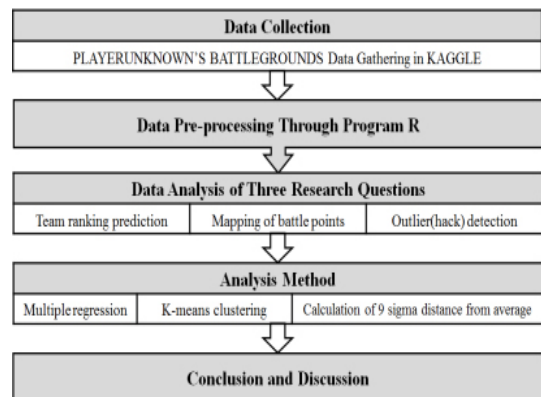 Data Collection
PLAYERUNKNOWN'S BATTLEGROUNDS Data Gathering in KAGGLE
Data Pre-processing Through Program R
Data Analysis of Three Research Questions
Team ranking prediction Mapping of battle points Outlier(hack) detection
Analysis Method
Multiple regression K-means clustering Calculation of 9 sigma distance from average
Conclusion and Discussion